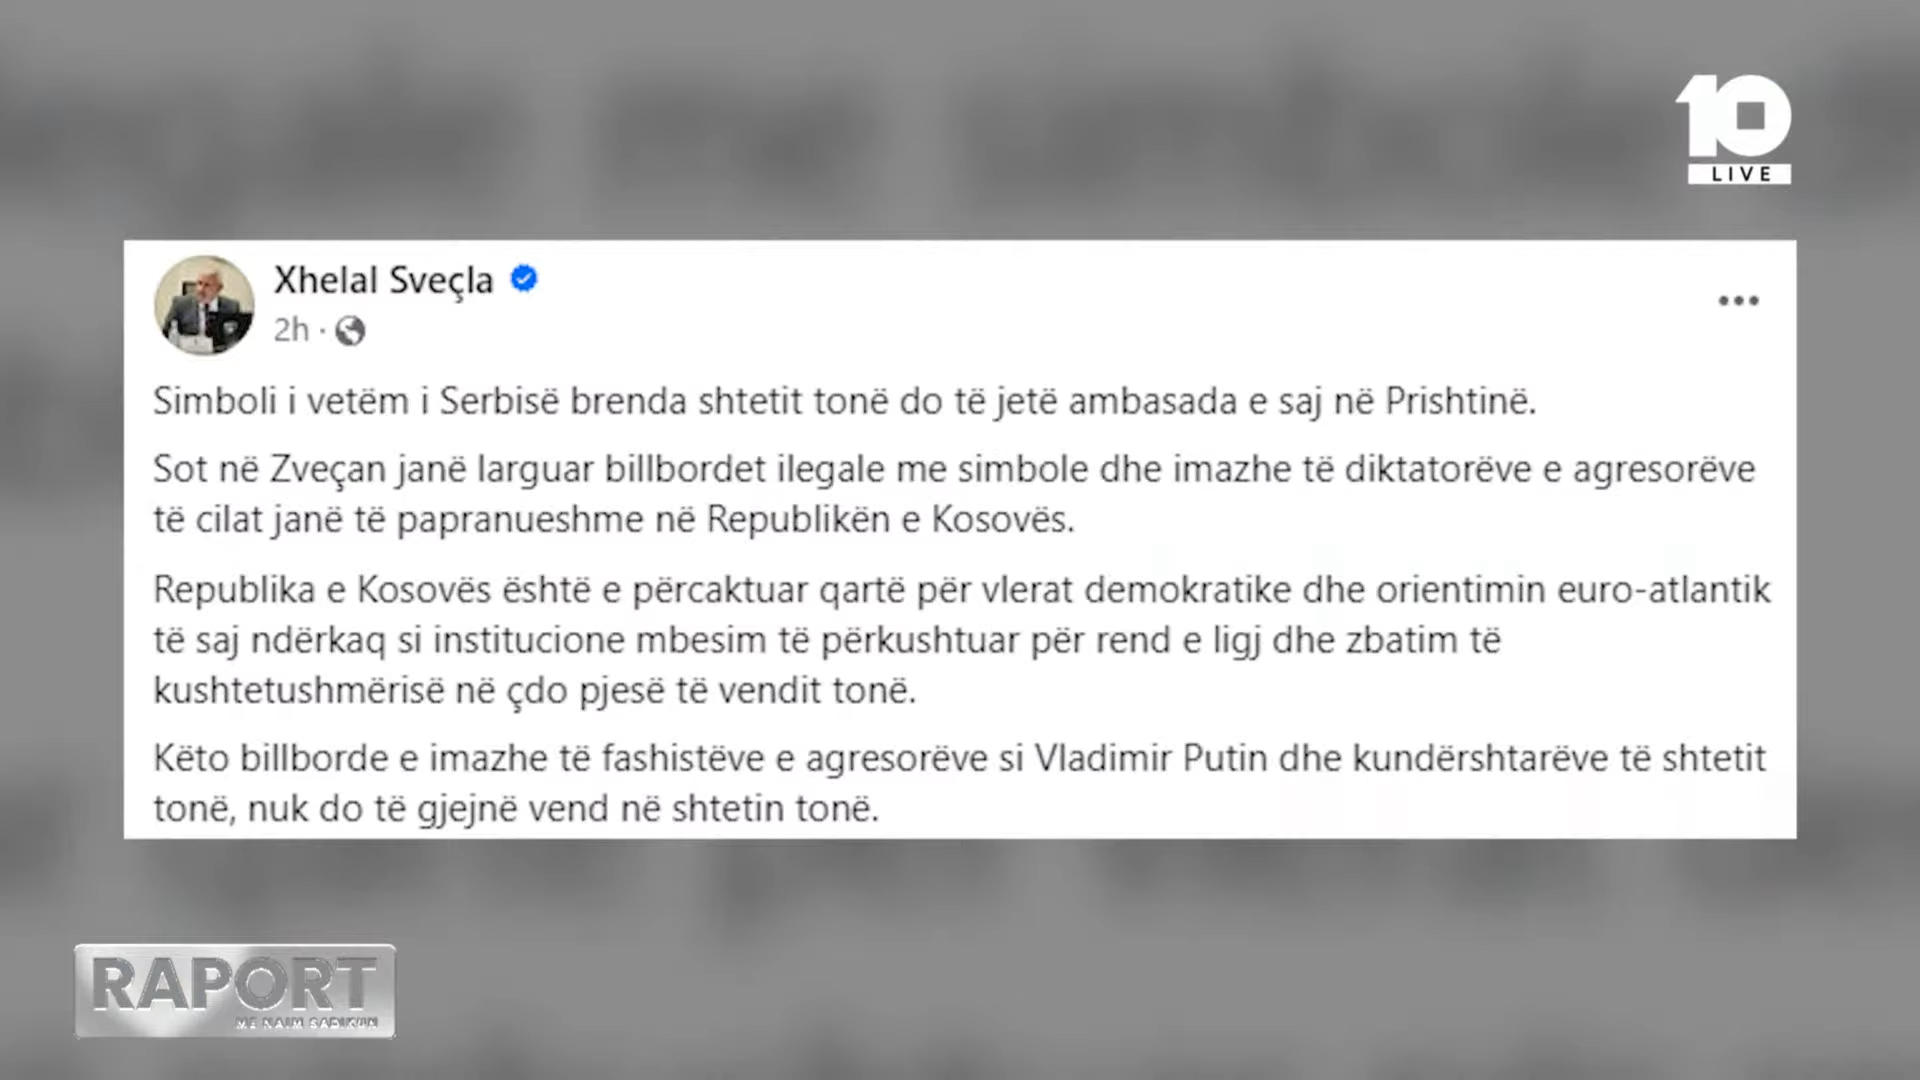 10
LIVE
Xhelal Sveçla
2h ·
Simboli i vetëm i Serbisë brenda shtetit tonë do të jetë ambasada e saj në Prishtinë.
Sot në Zveçan janë larguar billbordet ilegale me simbole dhe imazhe të diktatorëve e agresorëve
të cilat janë të papranueshme në Republikën e Kosovës.
Republika e Kosovës është e përcaktuar qartë për vlerat demokratike dhe orientimin euro-atlantik
të saj ndërkaq si institucione mbesim të përkushtuar për rend e ligj dhe zbatim të
kushtetushmërisë në çdo pjesë të vendit tonë.
Këto billborde e imazhe të fashistëve e agresorëve si Vladimir Putin dhe kundërshtarëve të shtetit
tonë, nuk do të gjejnë vend në shtetin tonë.
RAPORT
ME NAIM SADIKUN